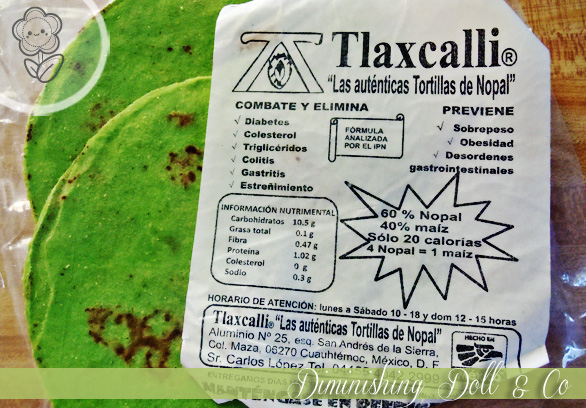 Tlaxcalli®
"Las auténticas Tortillas de Nopal"
COMBATE Y ELIMINA
√ Diabetes
√ Colesterol
√ Triglicéridos
√ Colitis
√ Gastritis
√ Estreñimiento
FÓRMULA
ANALIZADA
POR EL IPN
PREVIENE
√ Sobrepeso
√ Obesidad
√ Desordenes
gastrointestinales
INFORMACIÓN NUTRIMENTAL
Carbohidratos 10.5 g
Grasa total 0.1 g
Fibra 0.47 g
Proteína 1.02 g
Colesterol 0 g
Sodio 0.3 g
60 % Nopal
40% maíz
Sólo 20 calorías
4 Nopal = 1 maíz
HORARIO DE ATENCIÓN: lunes a Sábado 10 - 18 y dom 12 - 15 horas
Tlaxcalli® "Las auténticas Tortillas de Nopal"
Aluminio Nº 25, esq. San Andrés de la Sierra,
Col. Maza, 06270 Cuauhtémoc, México, D. F.
Sr. Carlos López Tel.
HECHO EN
Diminishing Doll & Co